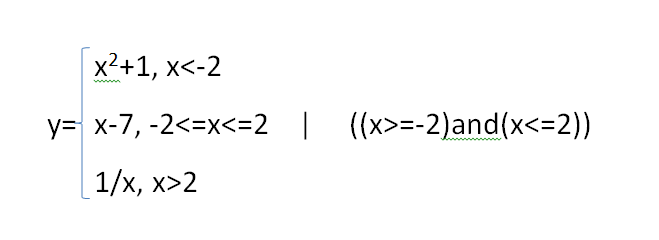 x²+1, x<-2
y= x-7, -2<=x<=2 | ((x>=-2)and(x<=2))
1/x, x>2